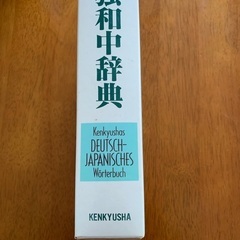 独和中辞典
Kenkyushas
DEUTSCH-
JAPANISCHES
Wörterbuch
KENKYUSHA